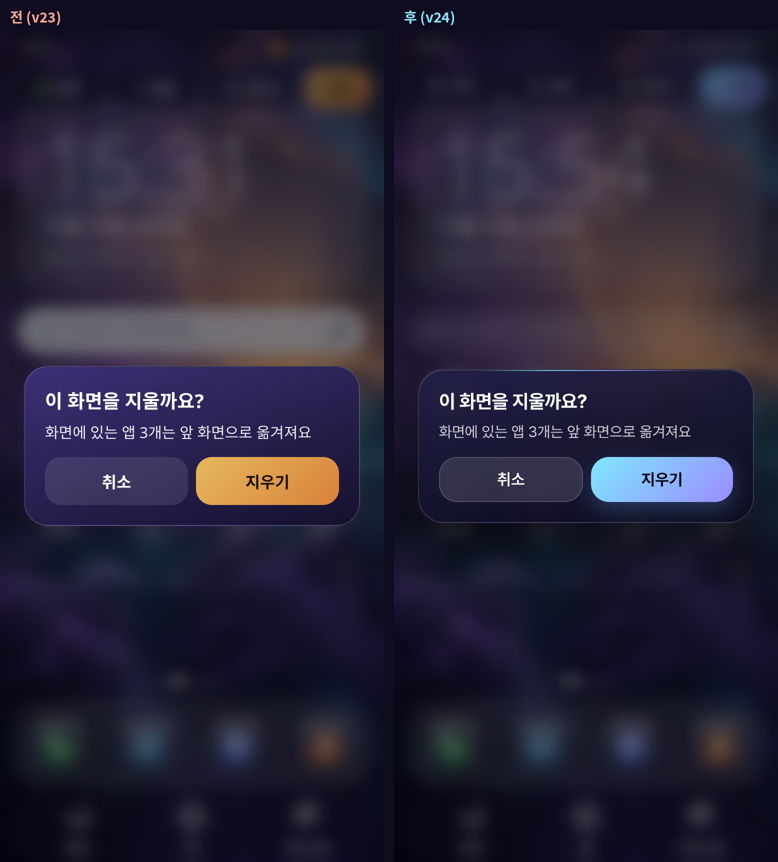 전 (v23)
후 (v24)
이 화면을 지울까요?
화면에 있는 앱 3개는 앞 화면으로 옮겨져요
취소
지우기
이 화면을 지울까요?
화면에 있는 앱 3개는 앞 화면으로 옮겨져요
취소
지우기